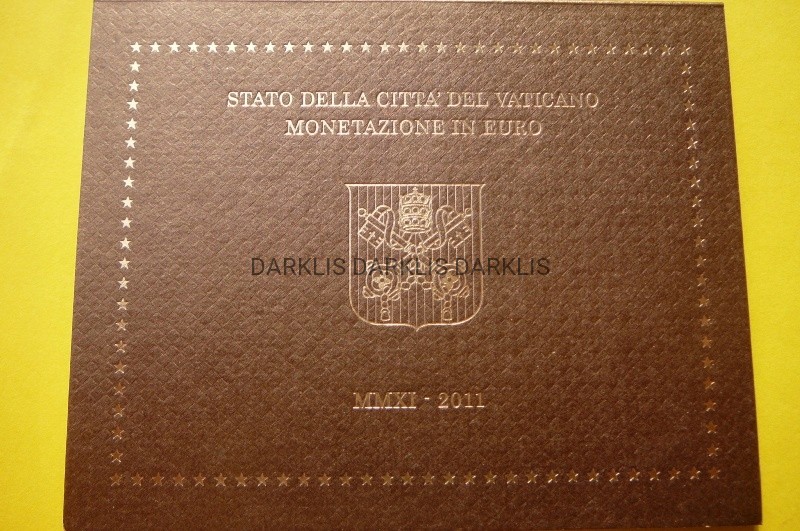 STATO DELLA CITTA' DEL VATICANO
MONETAZIONE IN EURO
DARKLIS DARKLIS DARKLIS
MMXI - 2011